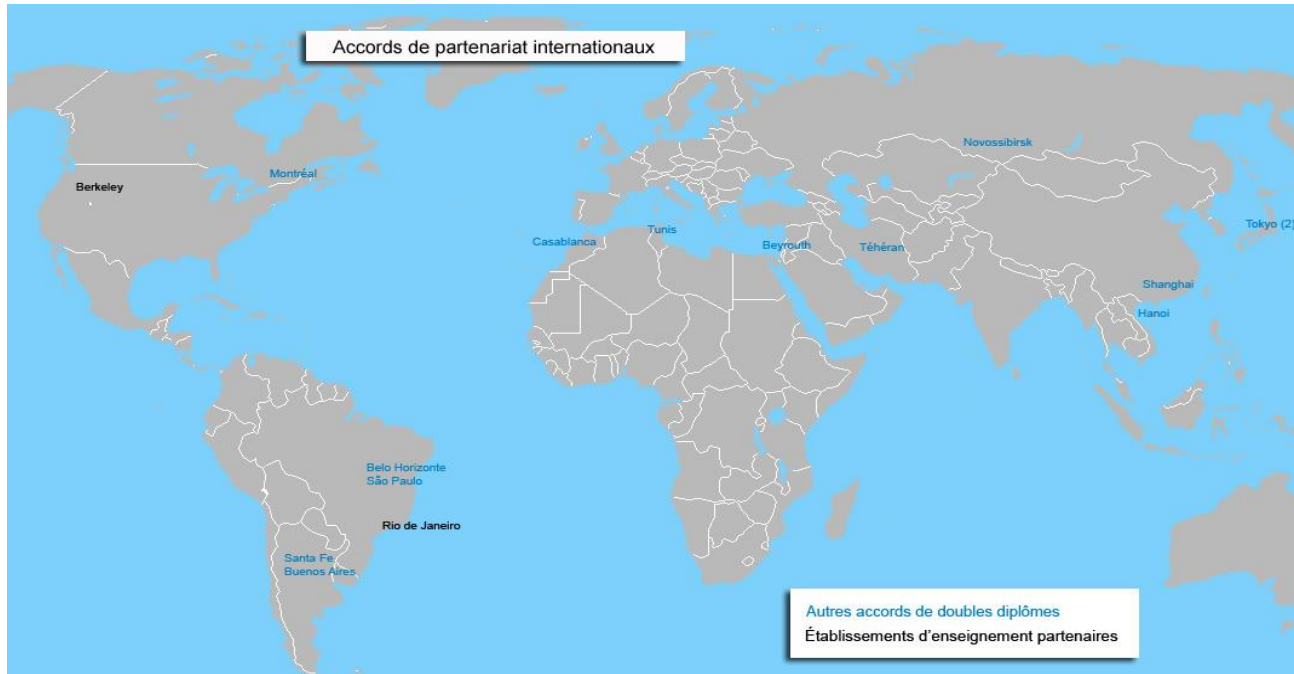 Accords de partenariat internationaux
Novossibirsk
Montréal
Berkeley
Tokyo (2)
Tunis
Casablanca
Beyrouth
Téhéran
Shanghai
Hanoi
Belo Horizonte
São Paulo
Rio de Janeiro
Santa Fe
Buenos Aires
Autres accords de doubles diplômes
Établissements d'enseignement partenaires